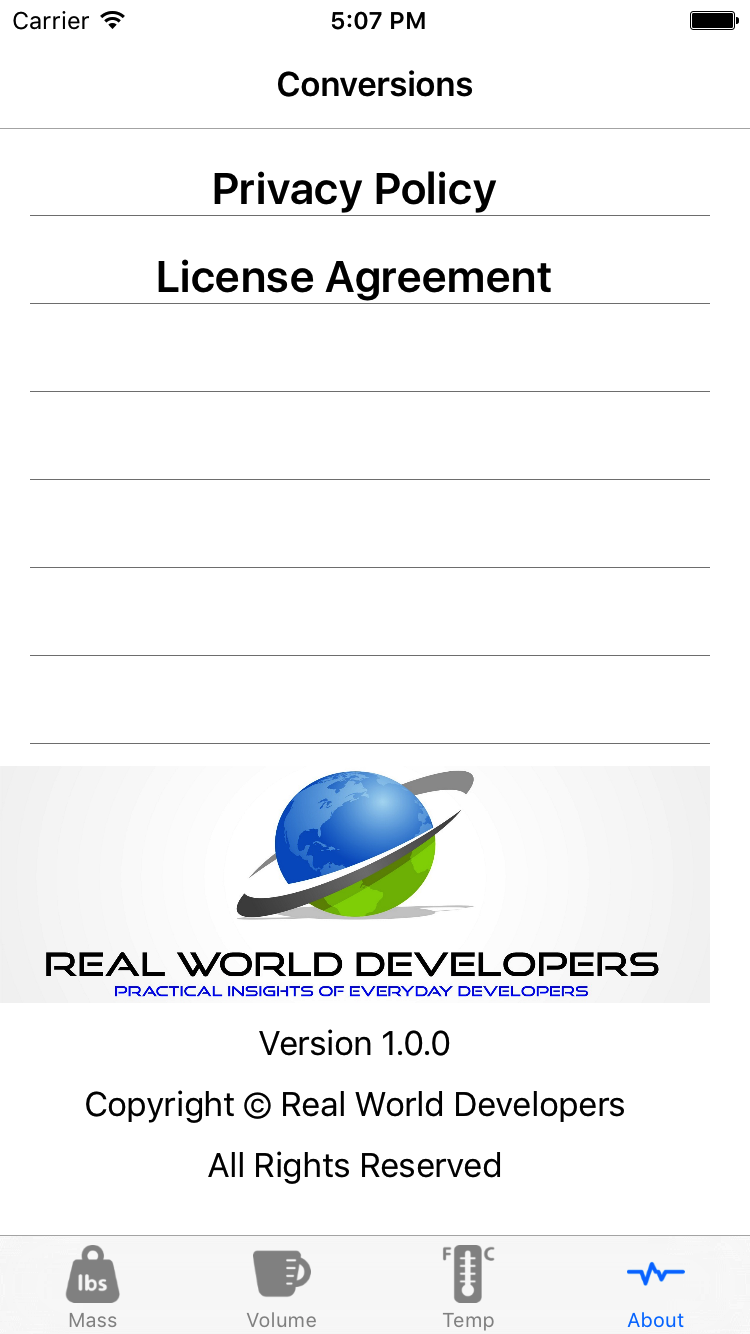 Carrier 5:07 PM
Conversions
Privacy Policy
License Agreement
REAL WORLD DEVELOPERS
PRACTICAL INSIGHTS OF EVERYDAY DEVELOPERS
Version 1.0.0
Copyright © Real World Developers
All Rights Reserved
lbs F C
Mass Volume Temp About